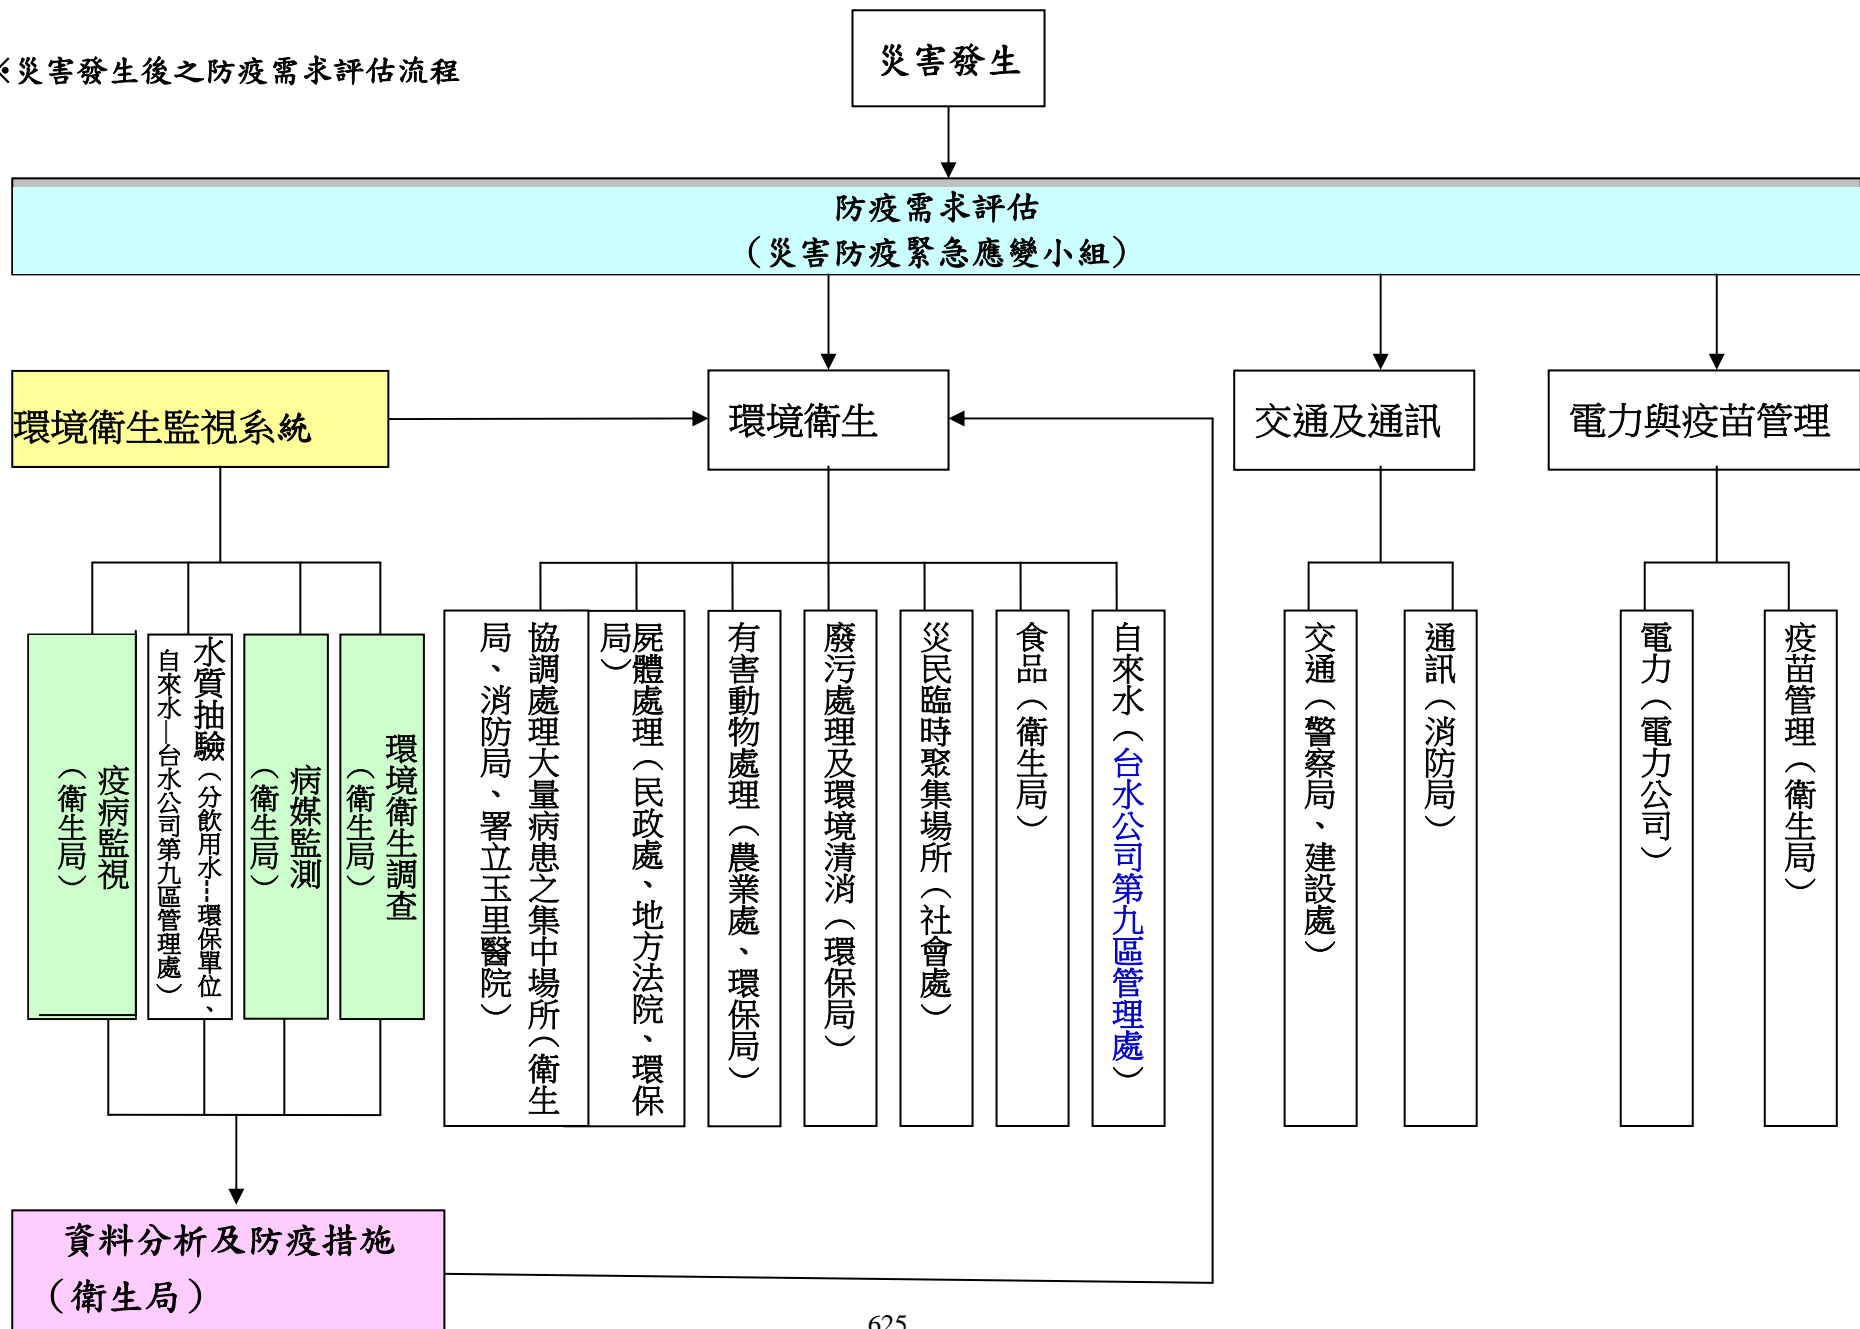 ※災害發生後之防疫需求評估流程
災害發生
防疫需求評估
（災害防疫緊急應變小組）
環境衛生監視系統
環境衛生
交通及通訊
電力與疫苗管理
疫病監視
（衛生局）
水質抽驗（分飲用水---環保單位、
自來水—台水公司第九區管理處）
病媒監測
（衛生局）
環境衛生調查
（衛生局）
協調處理大量病患之集中場所（衛生
局、消防局、署立玉里醫院）
屍體處理（民政處、地方法院、環保
局）
有害動物處理（農業處、環保局）
廢污處理及環境清消（環保局）
災民臨時聚集場所（社會處）
食品（衛生局）
自來水（台水公司第九區管理處）
交通（警察局、建設處）
通訊（消防局）
電力（電力公司）
疫苗管理（衛生局）
資料分析及防疫措施
（衛生局）
625